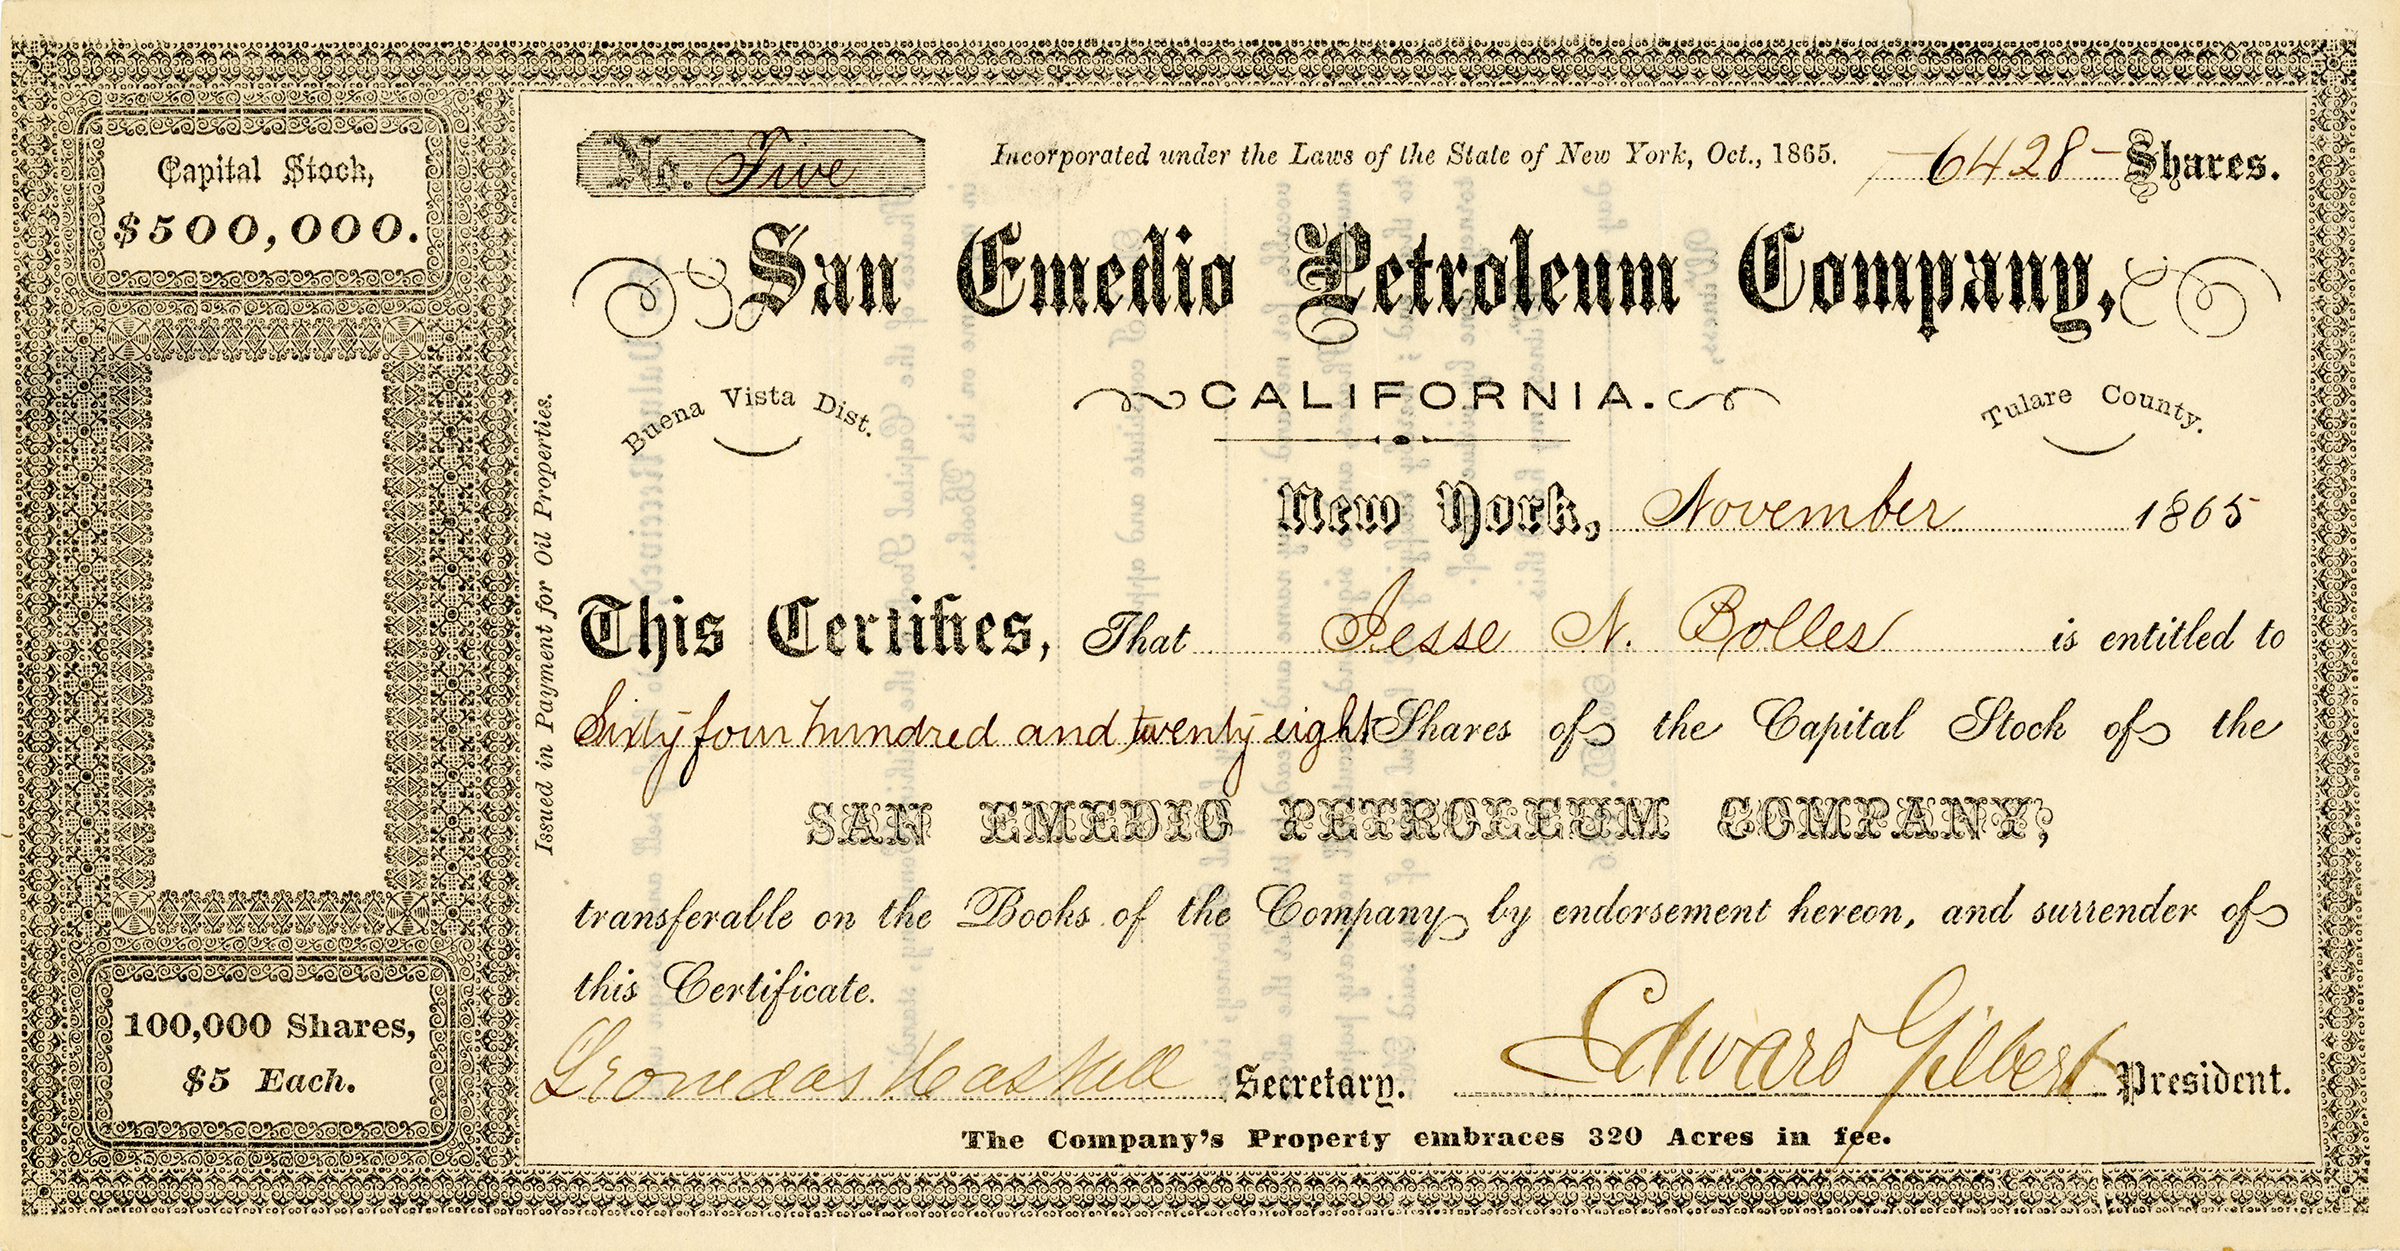 Capital Stock,
$500,000.
No. Five
Incorporated under the Laws of the State of New York, Oct., 1865.
6428 Shares.
San Emedio Petroleum Company,
Buena Vista Dist.
CALIFORNIA.
Tulare County.
New York, November 1865
Issued in Payment for Oil Properties.
This Certifies, That Jesse N. Bolles is entitled to
Sixty four hundred and twenty eight Shares of the Capital Stock of the
SAN EMEDIO PETROLEUM COMPANY,
transferable on the Books of the Company by endorsement hereon, and surrender of
this Certificate.
100,000 Shares,
$5 Each.
Leonedas Haskell Secretary. Edward Gilbert President.
The Company's Property embraces 320 Acres in fee.